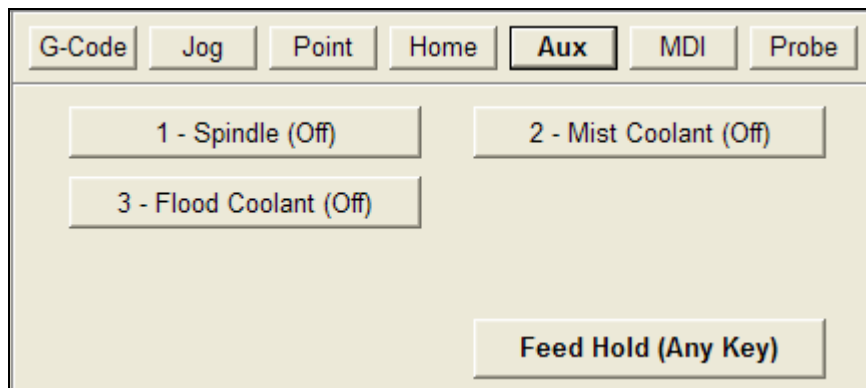 G-Code Jog Point Home Aux MDI Probe
1 - Spindle (Off) 2 - Mist Coolant (Off)
3 - Flood Coolant (Off)
Feed Hold (Any Key)